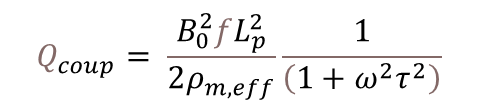 Q_{coup} = \frac{B_0^2 f L_p^2}{2\rho_{m,eff}} \frac{1}{(1 + \omega^2 \tau^2)}